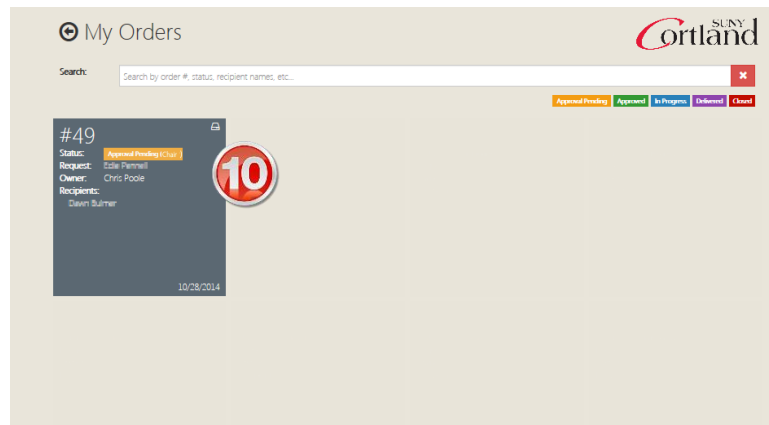 My Orders
SUNY
Cortland
Search:
Search by order #, status, recipient names, etc...
Approval Pending Approved In Progress Delivered Closed
#49
Status: Approval Pending (Chair)
Request: Edie Pennell
Owner: Chris Poole
Recipients:
Dawn Bulmer
10
10/28/2014